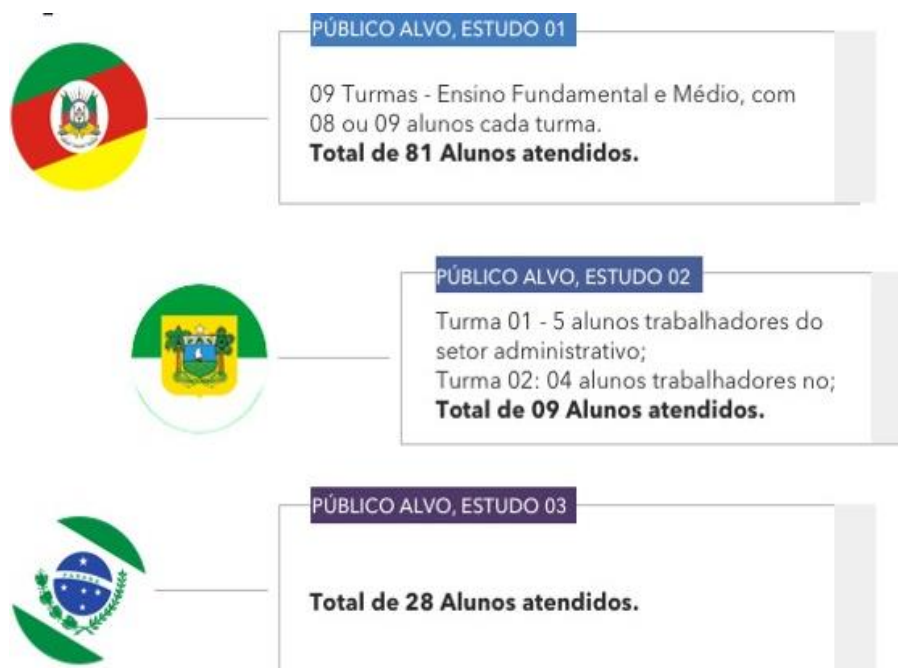 PÚBLICO ALVO, ESTUDO 01
09 Turmas - Ensino Fundamental e Médio, com
08 ou 09 alunos cada turma.
Total de 81 Alunos atendidos.
PÚBLICO ALVO, ESTUDO 02
Turma 01 - 5 alunos trabalhadores do
setor administrativo;
Turma 02: 04 alunos trabalhadores no;
Total de 09 Alunos atendidos.
PÚBLICO ALVO, ESTUDO 03
PARANÁ
Total de 28 Alunos atendidos.